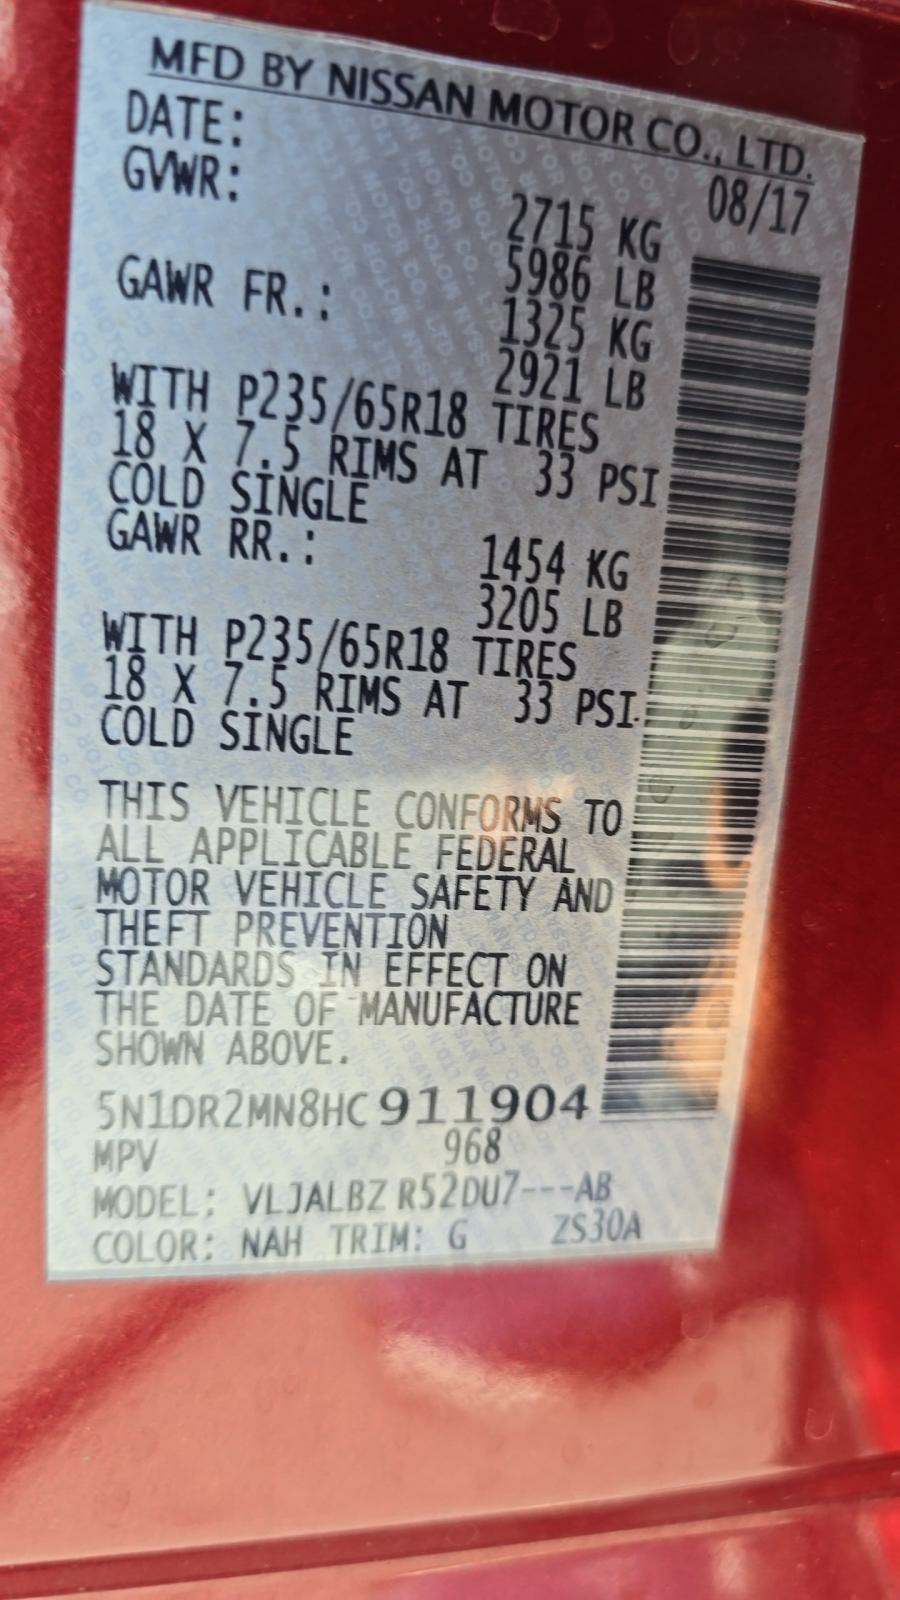 MFD BY NISSAN MOTOR CO., LTD.
DATE: 08/17
GVWR: 2715 KG
5986 LB
GAWR FR.: 1325 KG
2921 LB
WITH P235/65R18 TIRES
18 X 7.5 RIMS AT 33 PSI
COLD SINGLE
GAWR RR.: 1454 KG
3205 LB
WITH P235/65R18 TIRES
18 X 7.5 RIMS AT 33 PSI
COLD SINGLE
THIS VEHICLE CONFORMS TO
ALL APPLICABLE FEDERAL
MOTOR VEHICLE SAFETY AND
THEFT PREVENTION
STANDARDS IN EFFECT ON
THE DATE OF MANUFACTURE
SHOWN ABOVE.
5N1DR2MN8HC911904
MPV 968
MODEL: VLJALBZ R52DU7---AB
COLOR: NAH TRIM: G ZS30A